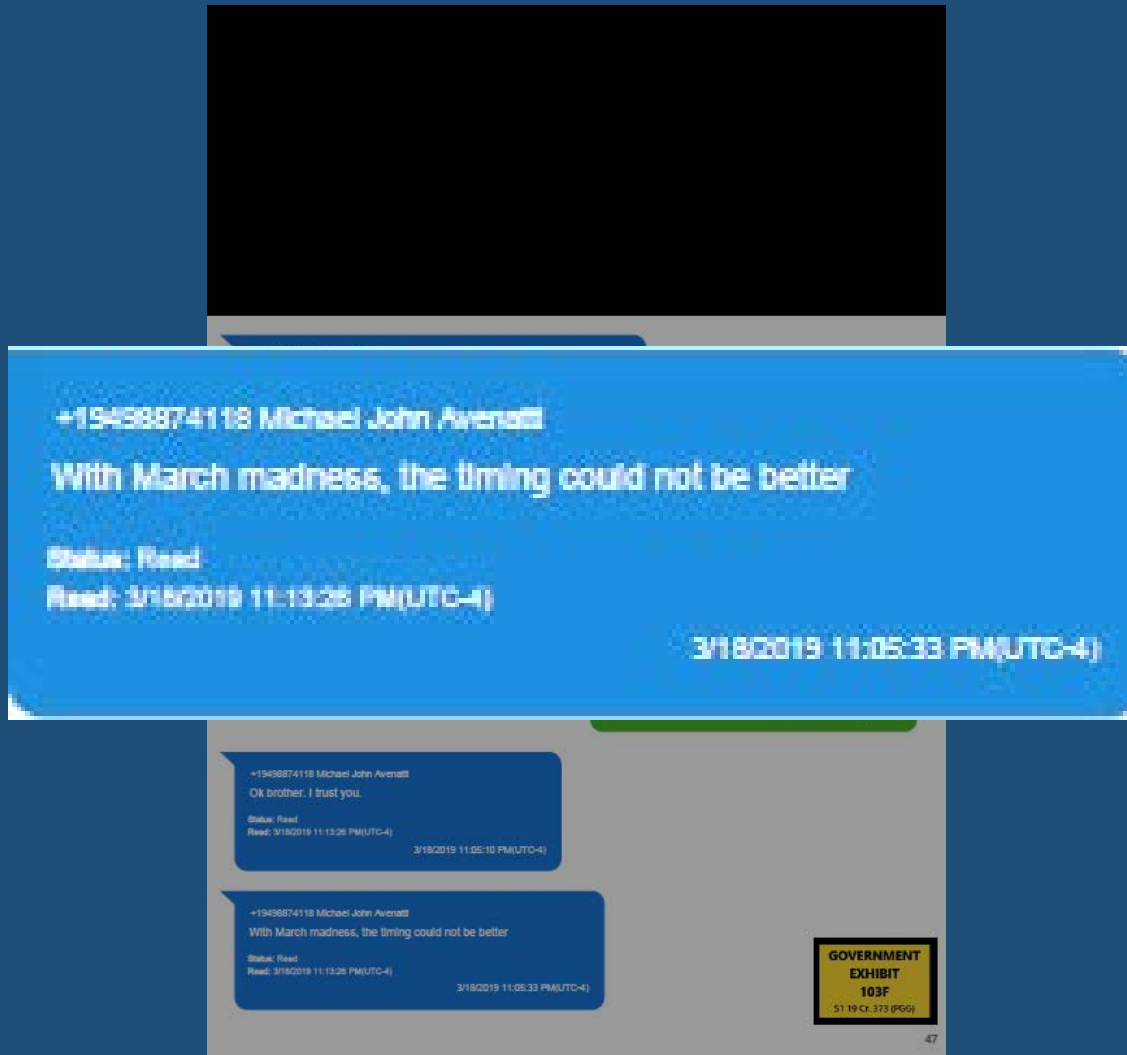 +19498874118 Michael John Avenatti
With March madness, the timing could not be better
Status: Read
Read: 3/18/2019 11:13:26 PM(UTC-4)
3/18/2019 11:05:33 PM(UTC-4)
+19498874118 Michael John Avenatti
Ok brother. I trust you.
Status: Read
Read: 3/18/2019 11:13:26 PM(UTC-4)
3/18/2019 11:05:10 PM(UTC-4)
+19498874118 Michael John Avenatti
With March madness, the timing could not be better
Status: Read
Read: 3/18/2019 11:13:26 PM(UTC-4)
3/18/2019 11:05:33 PM(UTC-4)
GOVERNMENT
EXHIBIT
103F
S1 19 Cr. 373 (PGG)
47